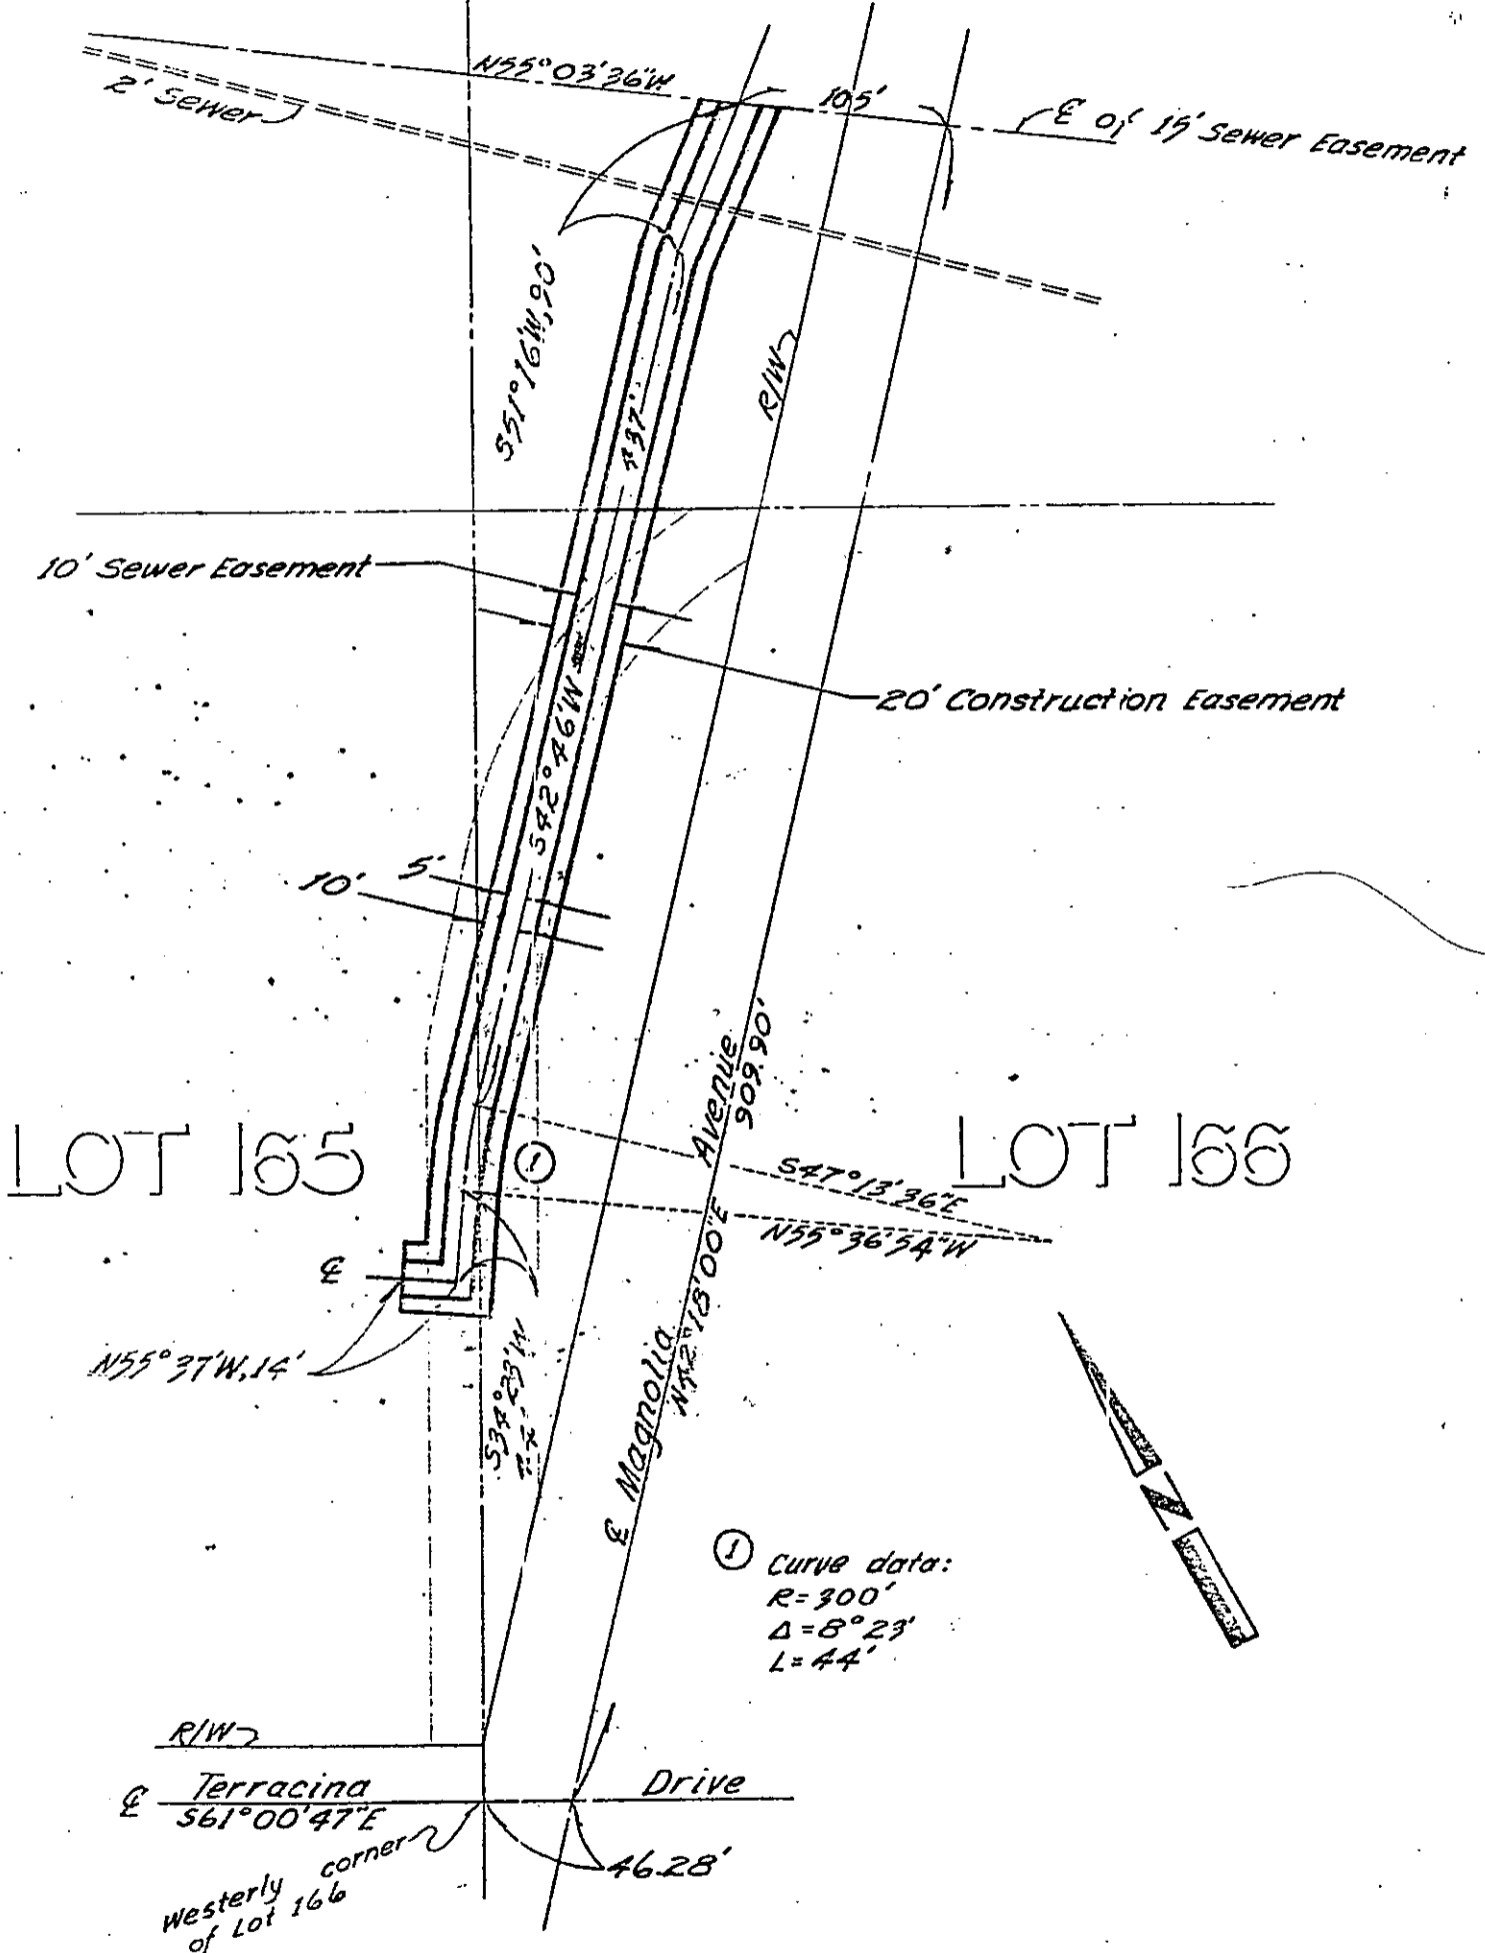 N55°03'36"W
2' Sewer
105'
℄ of 15' Sewer Easement
S51°16'W, 90'
R/W
437'
10' Sewer Easement
20' Construction Easement
S42°46'W
5'
10'
Avenue
909.90'
LOT 165
1
LOT 166
S47°13'36"E
N55°36'54"W
℄
N55°37'W, 14'
S34°23'W
℄ Magnolia
N42°18'00"E
N
1 Curve data:
R=300'
Δ=8°23'
L=44'
R/W
℄ Terracina Drive
S61°00'47"E
46.28'
Westerly corner
of Lot 166